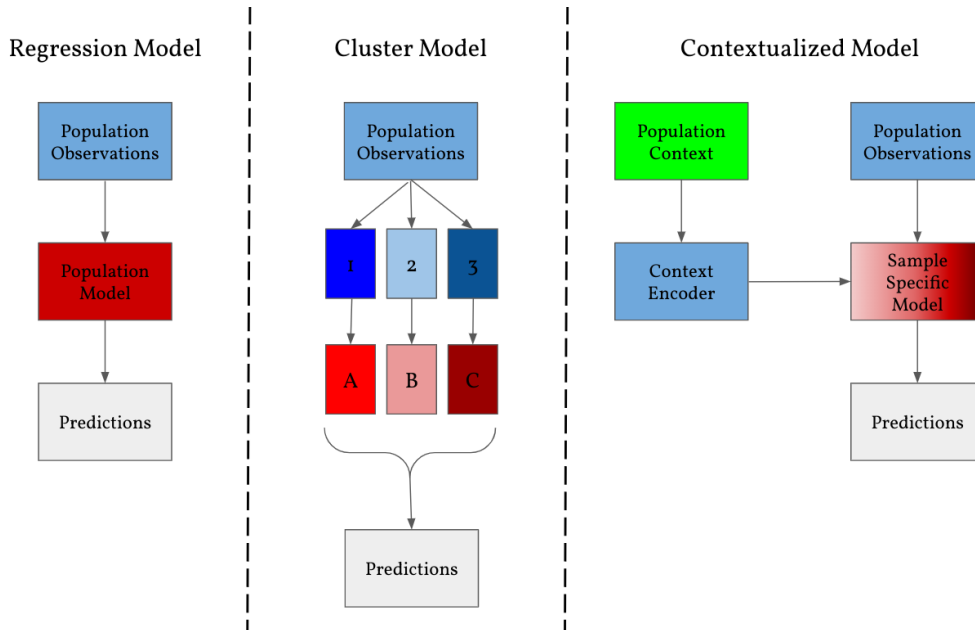 Regression Model
Population
Observations
Population
Model
Predictions
Cluster Model
Population
Observations
1
2
3
A
B
C
Predictions
Contextualized Model
Population
Context
Population
Observations
Context
Encoder
Sample
Specific
Model
Predictions